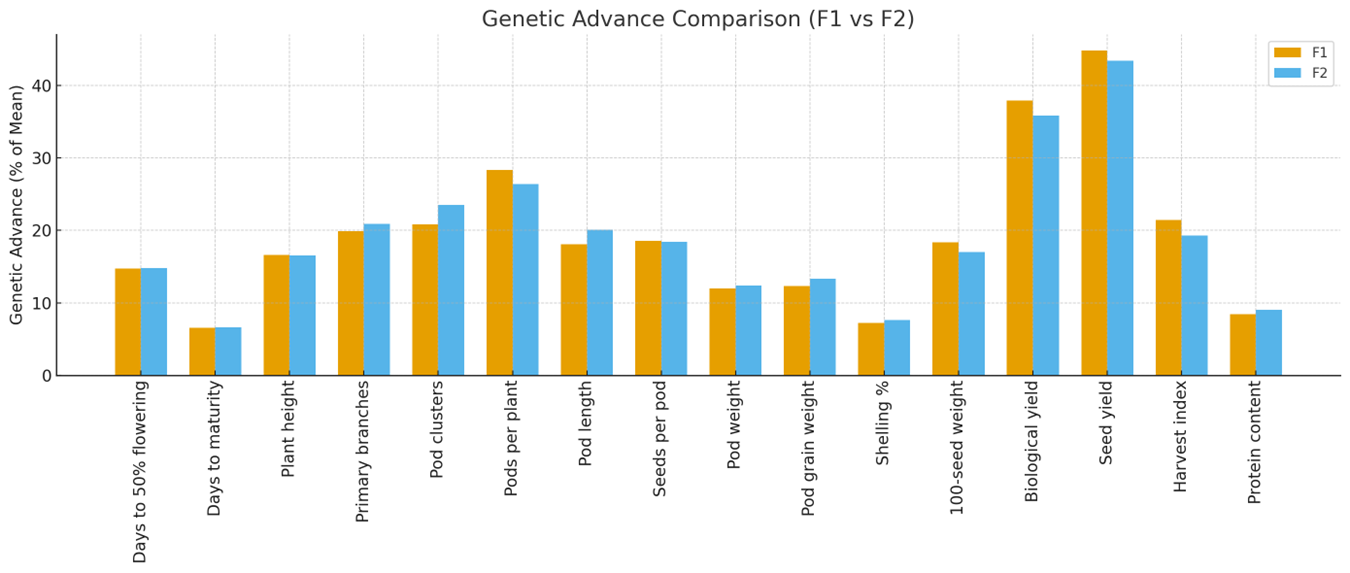 Genetic Advance Comparison (F1 vs F2)
F1
F2
Genetic Advance (% of Mean)
40
30
20
10
0
Days to 50% flowering
Days to maturity
Plant height
Primary branches
Pod clusters
Pods per plant
Pod length
Seeds per pod
Pod weight
Pod grain weight
Shelling %
100-seed weight
Biological yield
Seed yield
Harvest index
Protein content